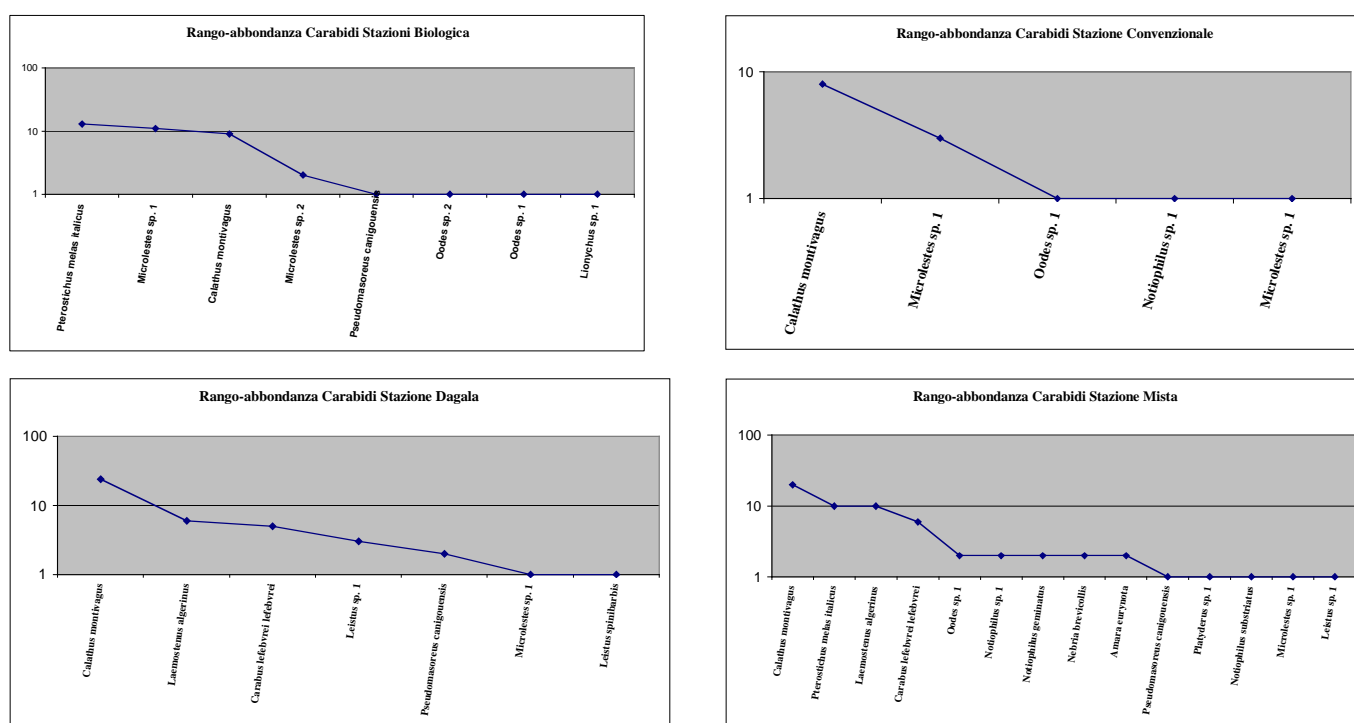 Rango-abbondanza Carabidi Stazioni Biologica
100
10
1
Pterostichus melas italicus
Microlestes sp. 1
Calathus montivagus
Microlestes sp. 2
Pseudomasoreus canigouensis
Oodes sp. 2
Oodes sp. 1
Lionychus sp. 1
Rango-abbondanza Carabidi Stazione Convenzionale
10
1
Calathus montivagus
Microlestes sp. 1
Oodes sp. 1
Notiophilus sp. 1
Microlestes sp. 1
Rango-abbondanza Carabidi Stazione Dagala
100
10
1
Calathus montivagus
Laemostenus algerinus
Carabus lefebvrei lefebvrei
Leistus sp. 1
Pseudomasoreus canigouensis
Microlestes sp. 1
Leistus spinibarbis
Rango-abbondanza Carabidi Stazione Mista
100
10
1
Calathus montivagus
Pterostichus melas italicus
Laemostenus algerinus
Carabus lefebvrei lefebvrei
Oodes sp. 1
Notiophilus sp. 1
Notiophilus geminatus
Nebria brevicollis
Amara eurynota
Pseudomasoreus canigouensis
Platyderus sp. 1
Notiophilus substriatus
Microlestes sp. 1
Leistus sp. 1